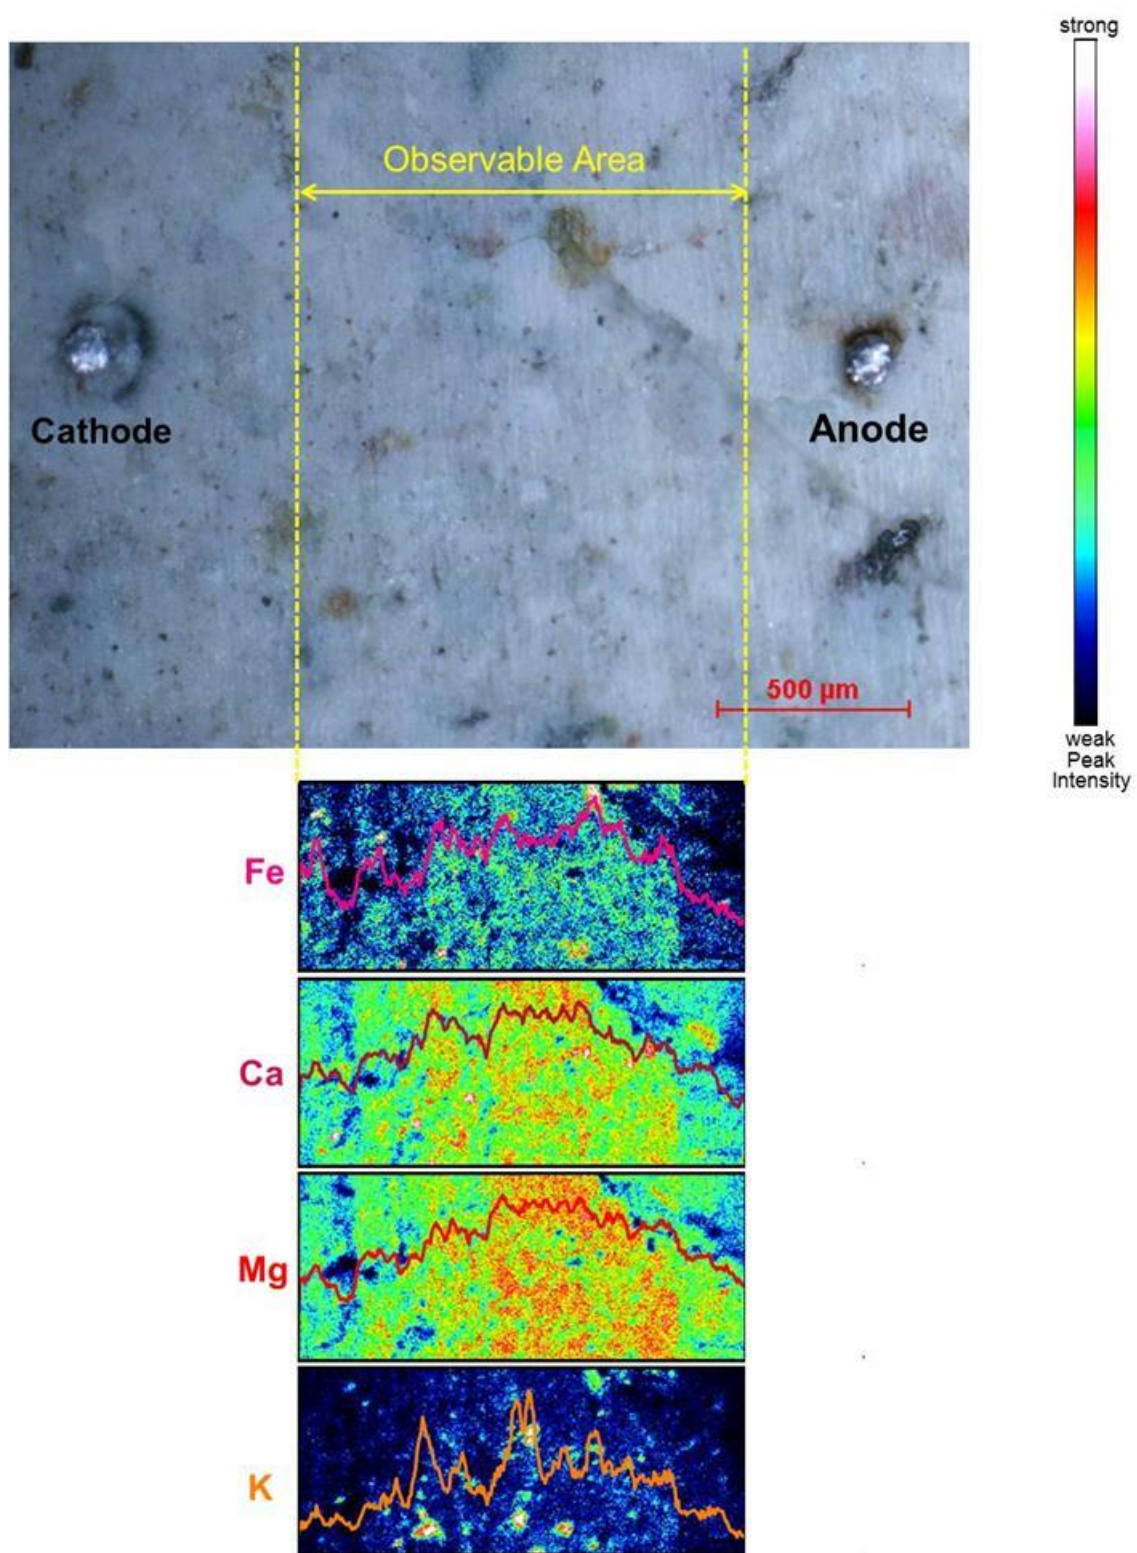 strong
Observable Area
Cathode
Anode
500 µm
weak
Peak
Intensity
Fe
Ca
Mg
K